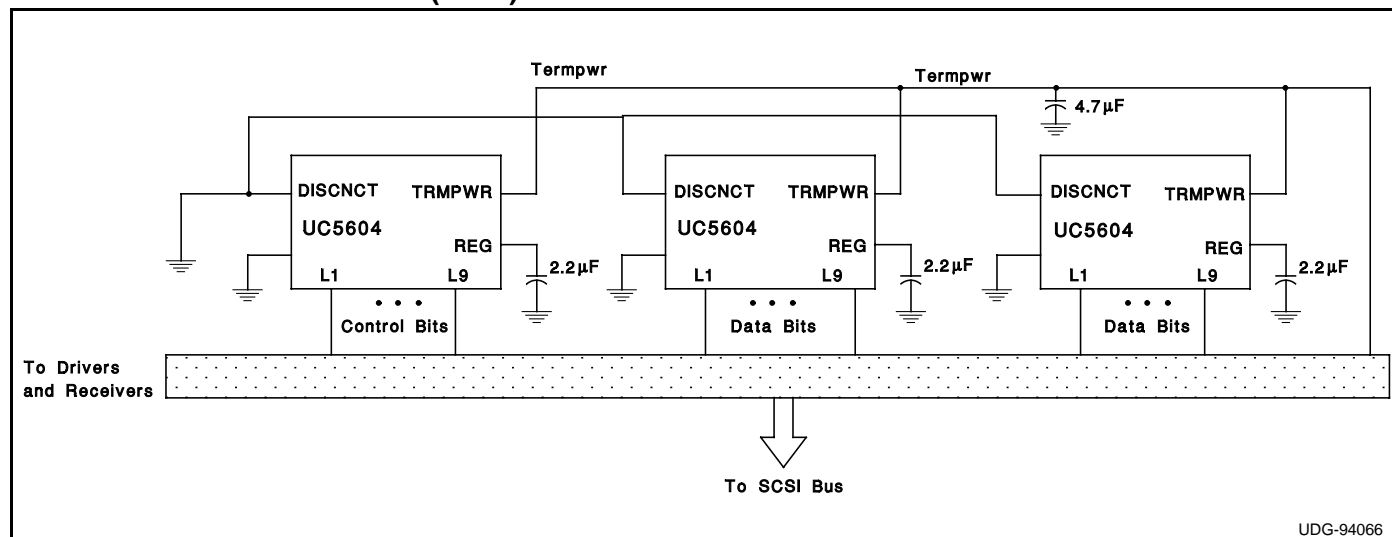 Termpwr
Termpwr
4.7µF
DISCNCT TRMPWR
UC5604
REG
2.2µF
L1 L9
• • •
Control Bits
DISCNCT TRMPWR
UC5604
REG
2.2µF
L1 L9
• • •
Data Bits
DISCNCT TRMPWR
UC5604
REG
2.2µF
L1 L9
• • •
Data Bits
To Drivers
and Receivers
To SCSI Bus
UDG-94066